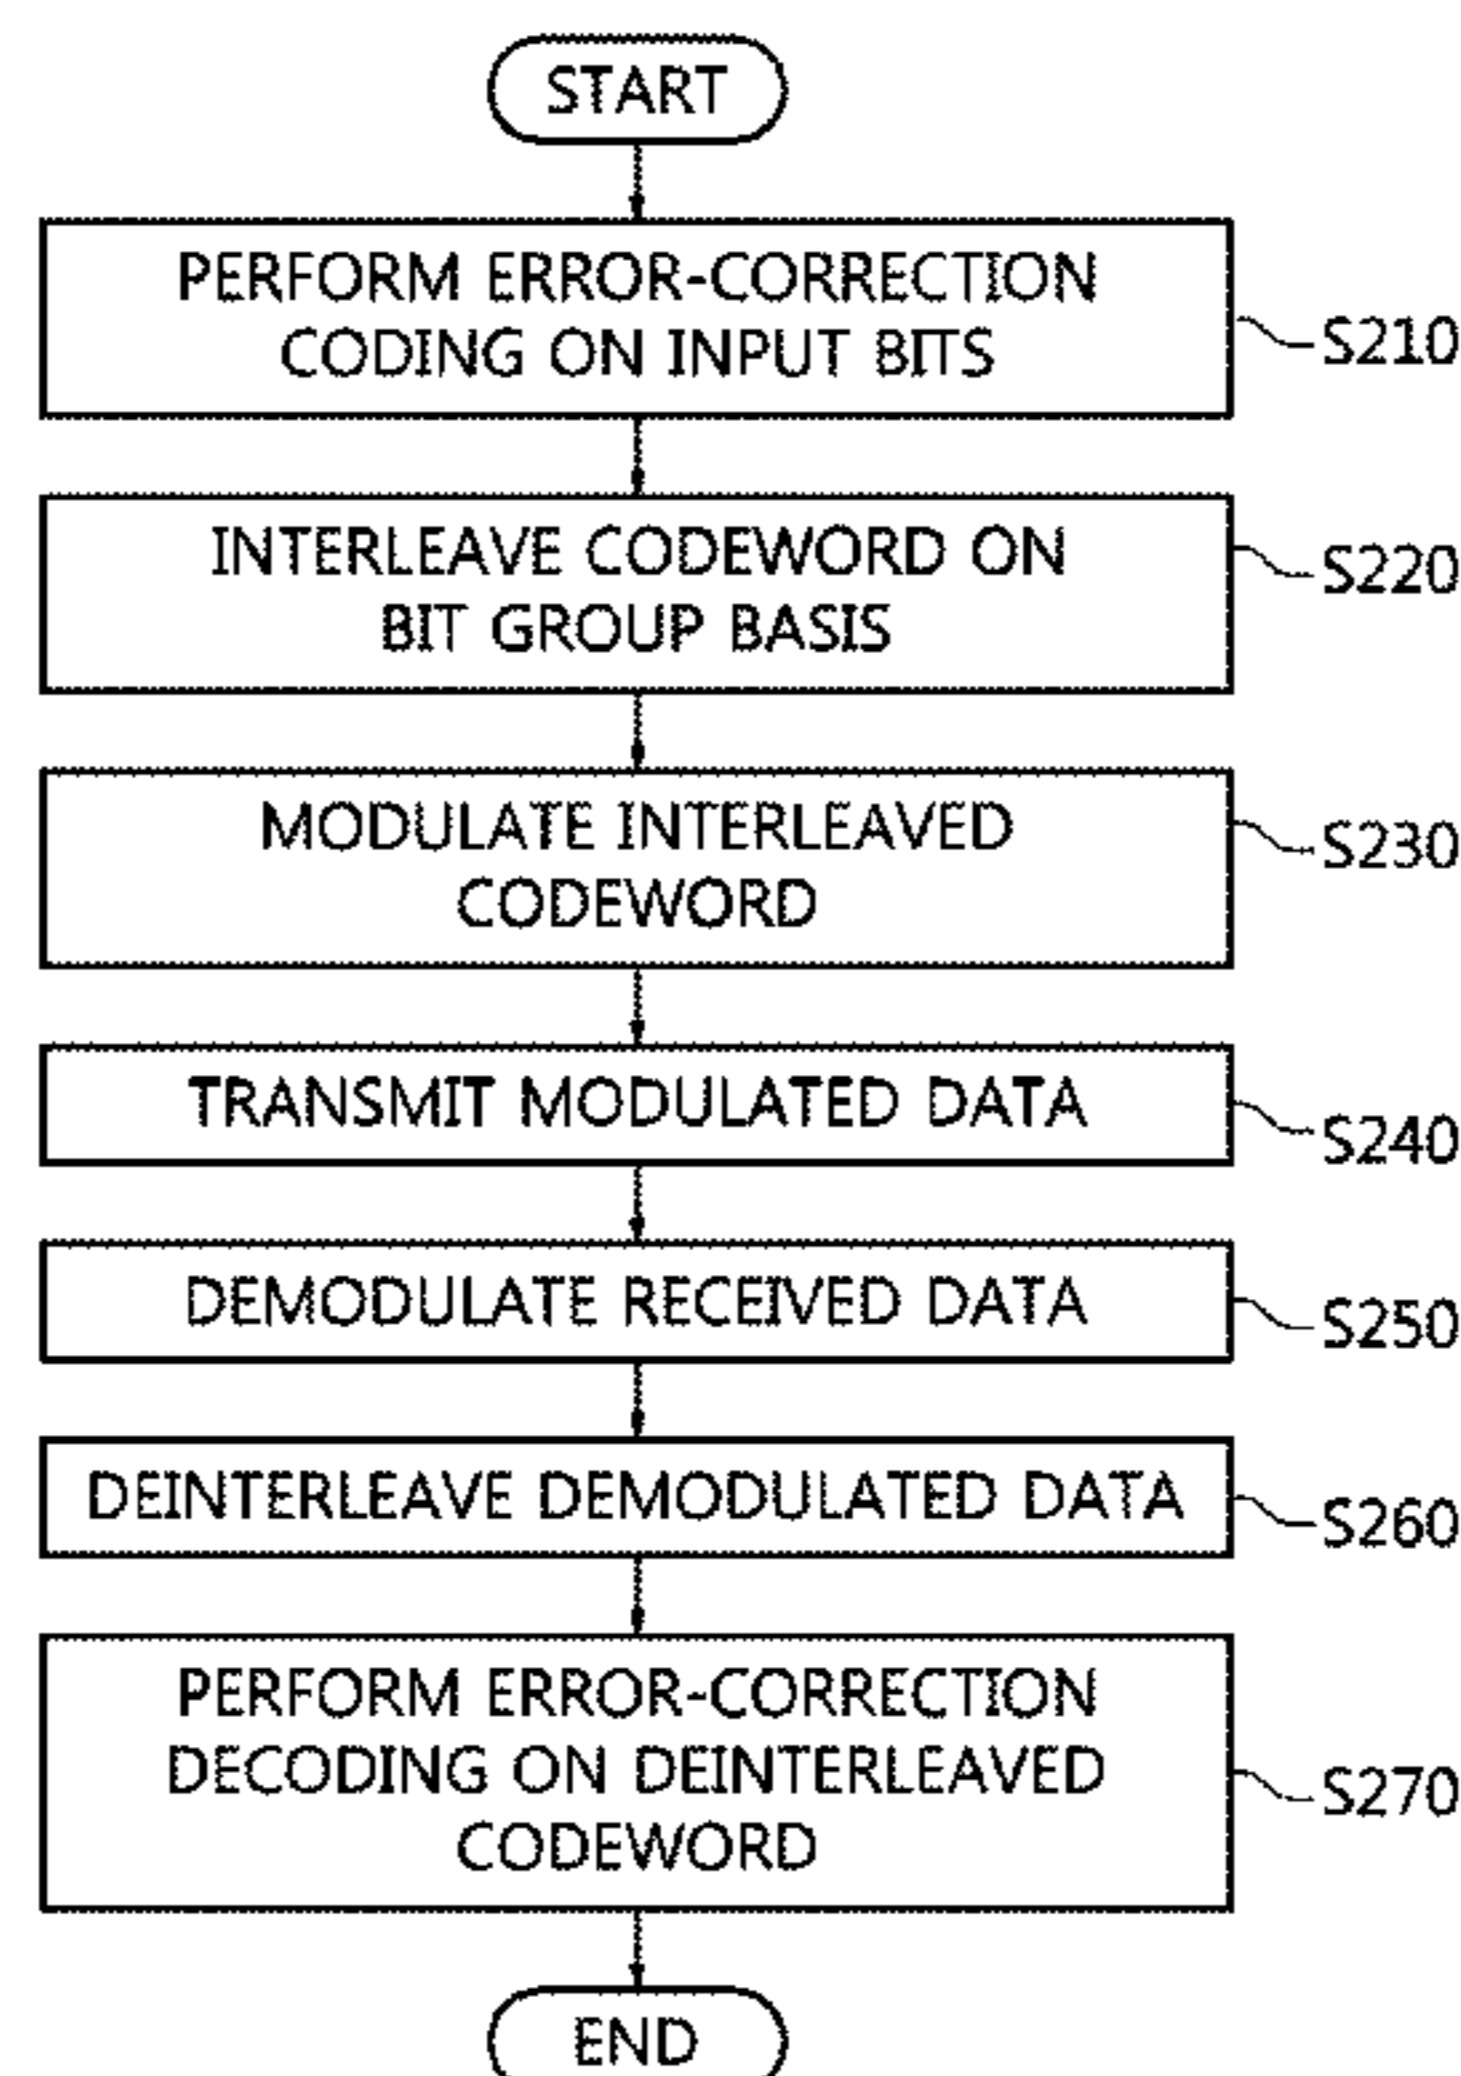 START
PERFORM ERROR-CORRECTION
CODING ON INPUT BITS
S210
INTERLEAVE CODEWORD ON
BIT GROUP BASIS
S220
MODULATE INTERLEAVED
CODEWORD
S230
TRANSMIT MODULATED DATA
S240
DEMODULATE RECEIVED DATA
S250
DEINTERLEAVE DEMODULATED DATA
S260
PERFORM ERROR-CORRECTION
DECODING ON DEINTERLEAVED
CODEWORD
S270
END